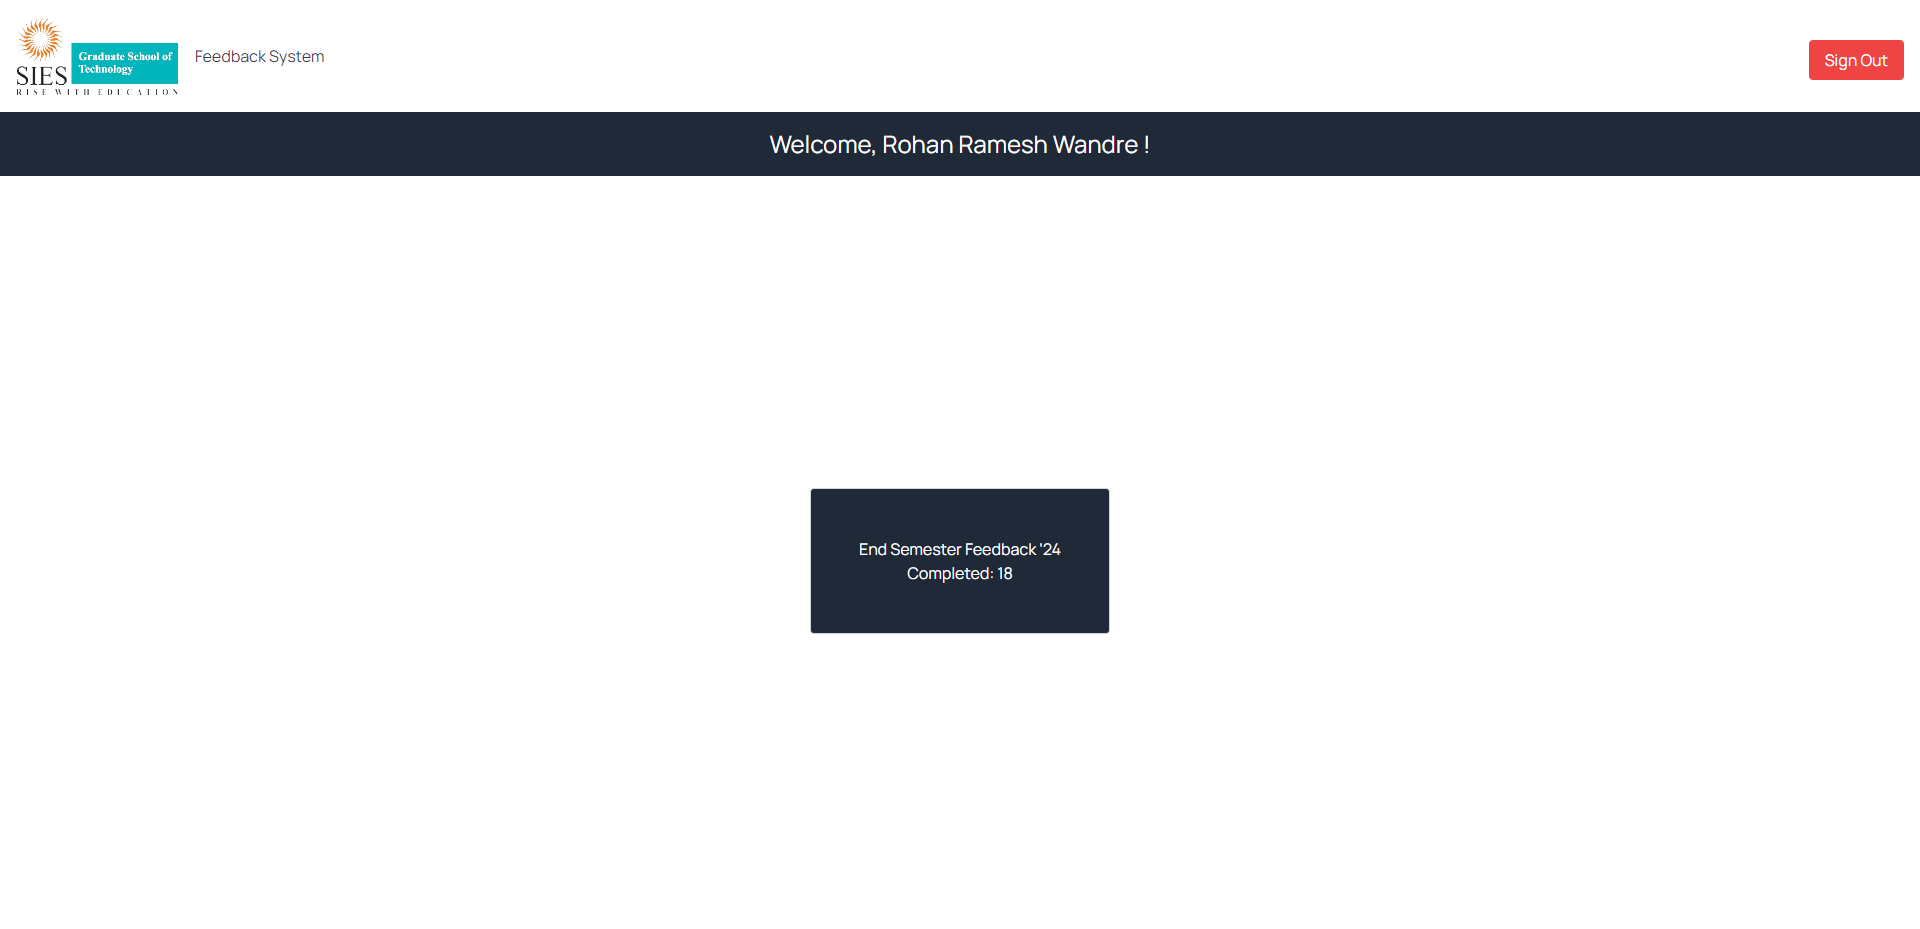 SIES
Graduate School of
Technology
RISE WITH EDUCATION
Feedback System
Sign Out
Welcome, Rohan Ramesh Wandre !
End Semester Feedback '24
Completed: 18